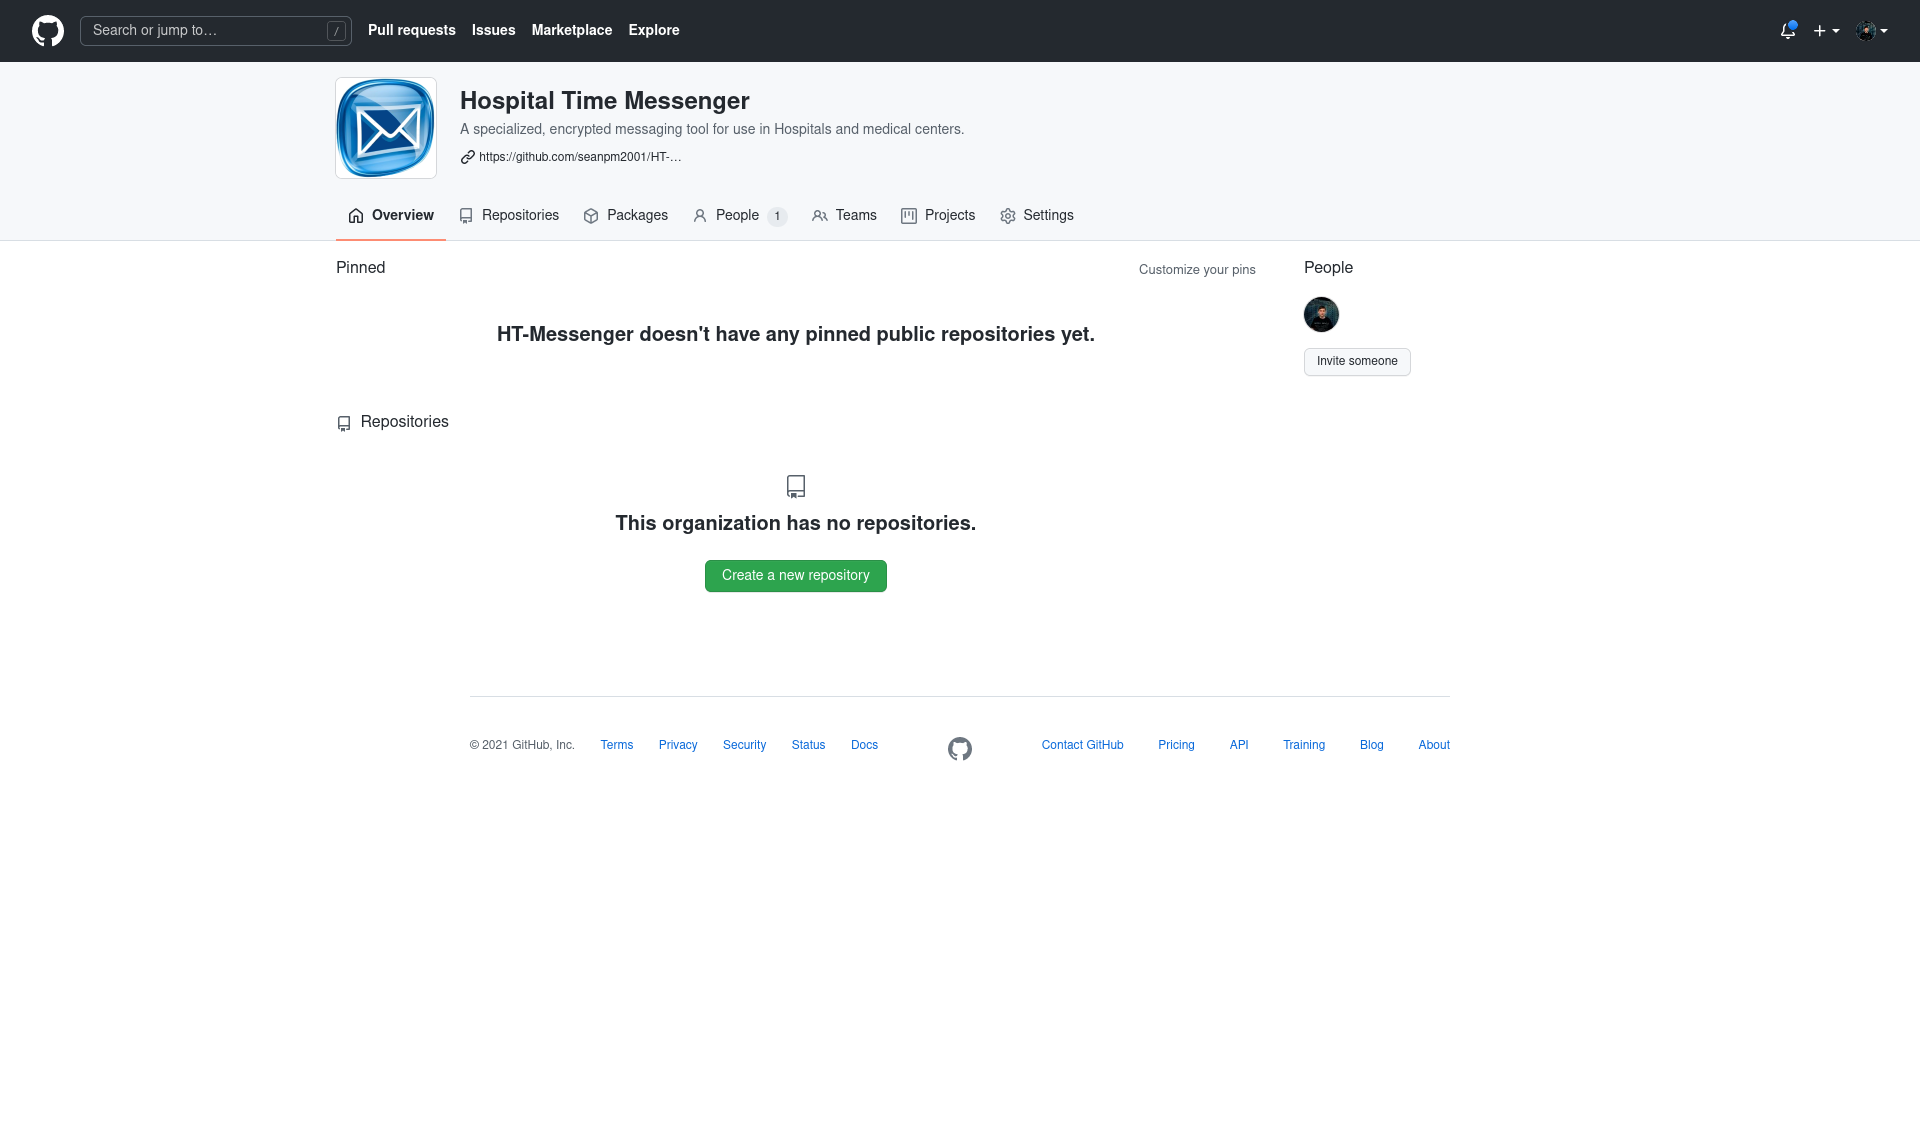 Search or jump to… /
Pull requests Issues Marketplace Explore
Hospital Time Messenger
A specialized, encrypted messaging tool for use in Hospitals and medical centers.
https://github.com/seanpm2001/HT-…
Overview Repositories Packages People 1 Teams Projects Settings
Pinned
Customize your pins
HT-Messenger doesn't have any pinned public repositories yet.
Repositories
This organization has no repositories.
Create a new repository
People
Invite someone
© 2021 GitHub, Inc. Terms Privacy Security Status Docs Contact GitHub Pricing API Training Blog About